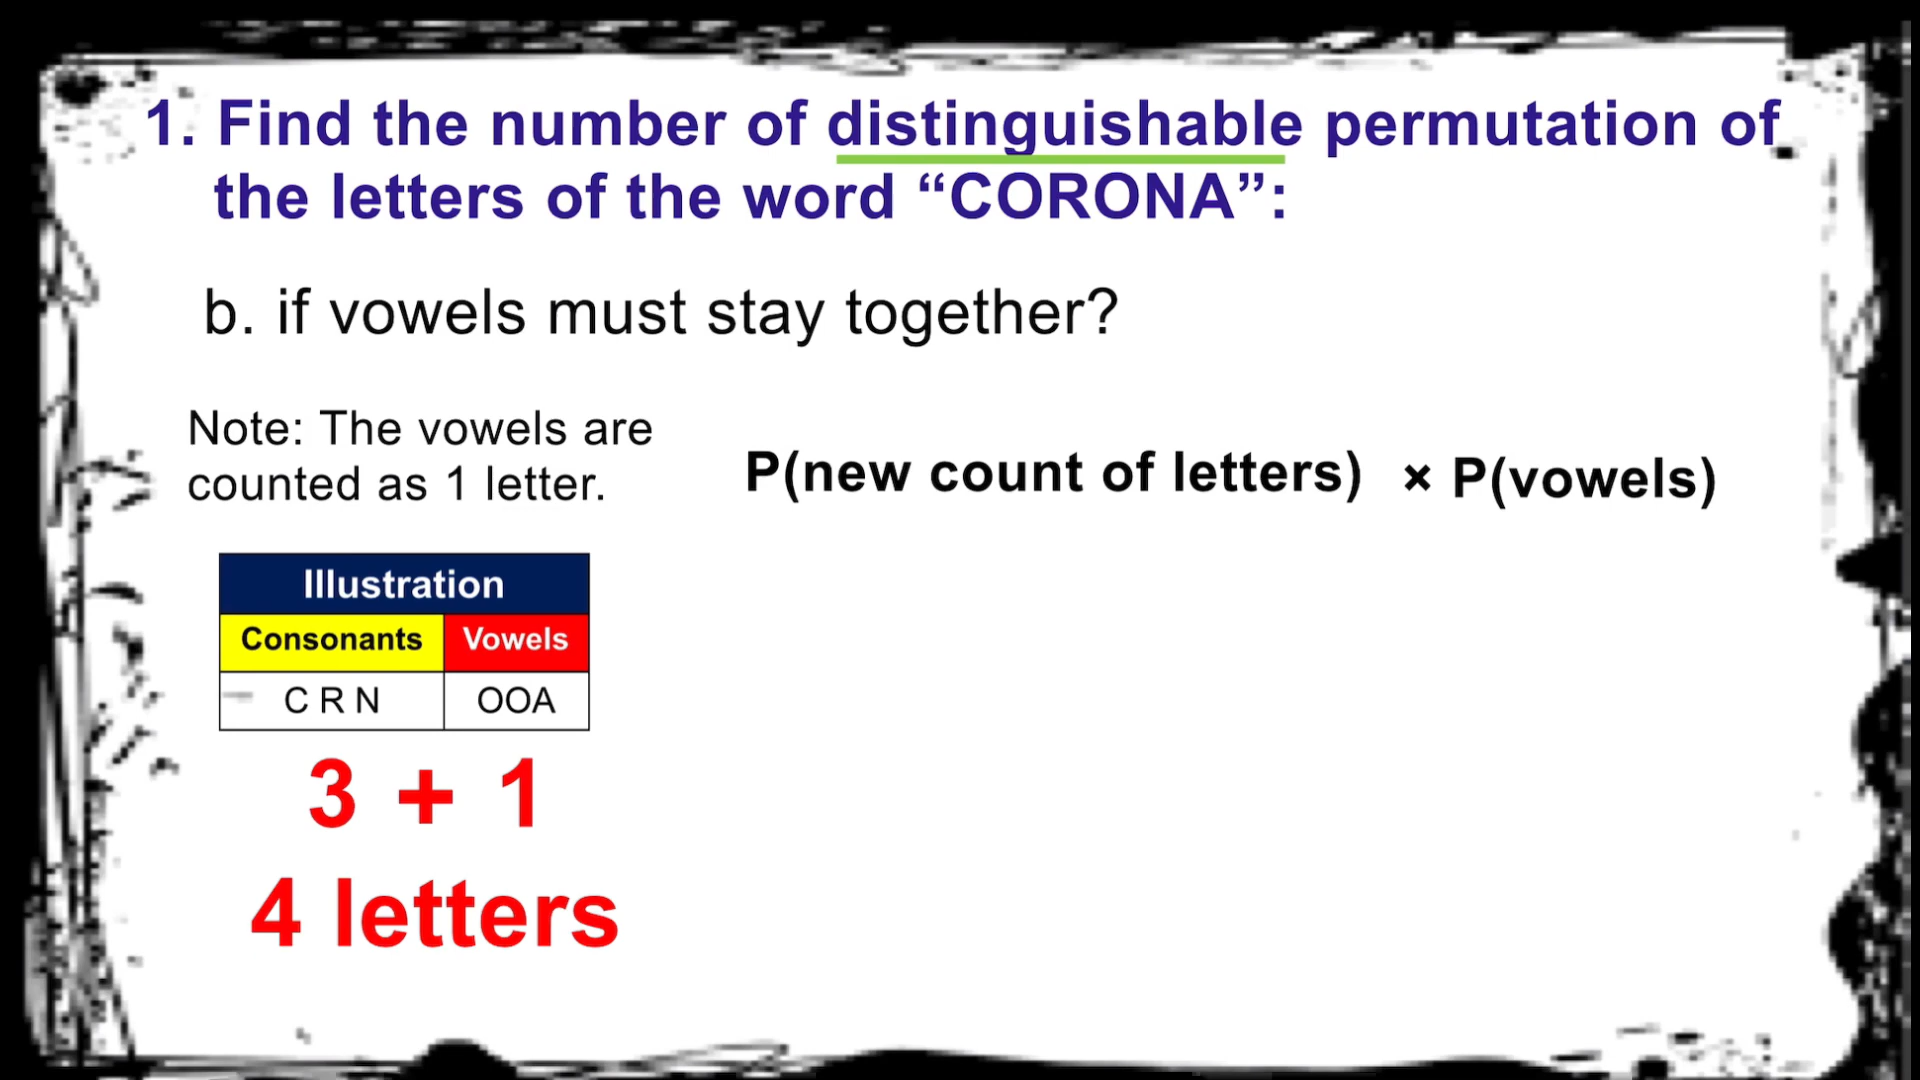 1. Find the number of distinguishable permutation of
the letters of the word “CORONA”:
b. if vowels must stay together?
Note: The vowels are
counted as 1 letter.
P(new count of letters) × P(vowels)
Illustration
Consonants Vowels
C R N OOA
3 + 1
4 letters